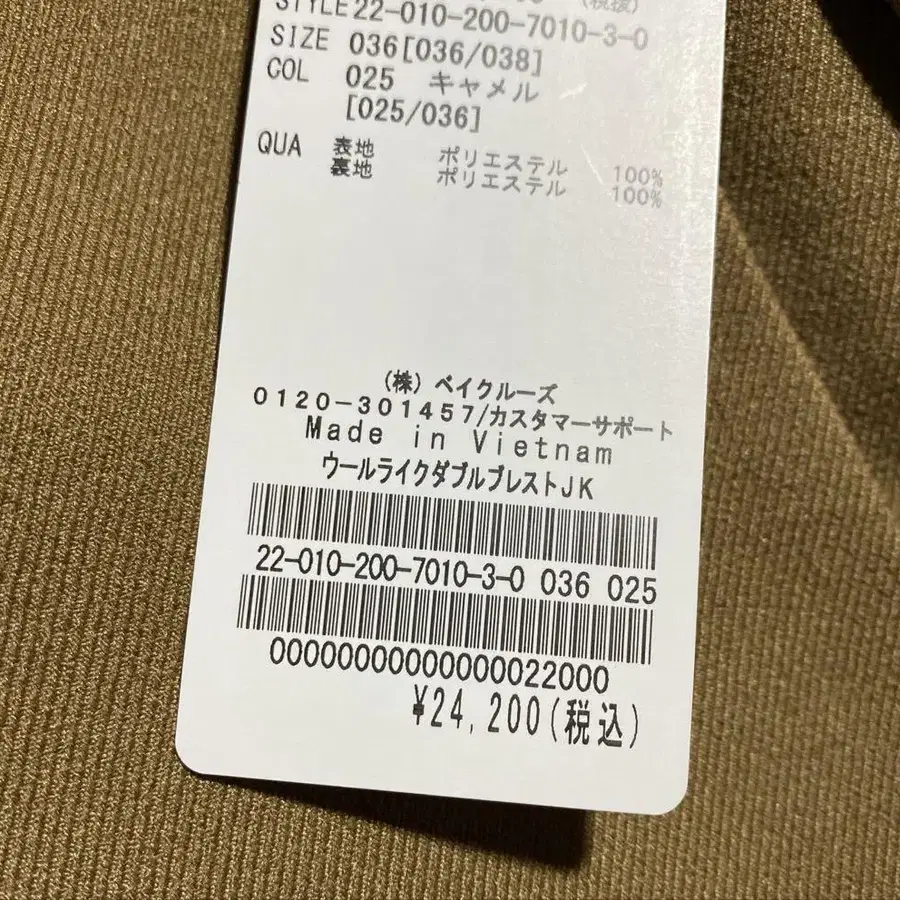 (税抜)
STYLE22-010-200-7010-3-0
SIZE 036[036/038]
COL 025 キャメル
[025/036]
QUA 表地 ポリエステル 100%
裏地 ポリエステル 100%
(株)ベイクルーズ
0120-301457/カスタマーサポート
Made in Vietnam
ウールライクダブルブレストJK
22-010-200-7010-3-0 036 025
00000000000000022000
¥24,200(税込)